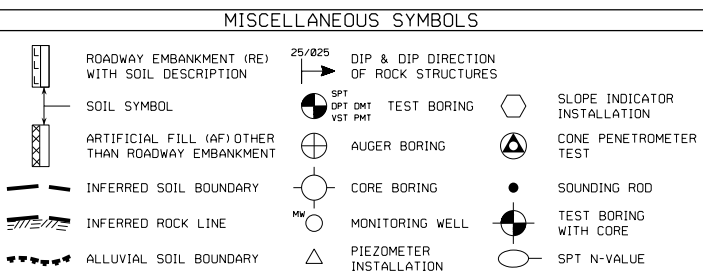 MISCELLANEOUS SYMBOLS
ROADWAY EMBANKMENT (RE)
WITH SOIL DESCRIPTION
SOIL SYMBOL
ARTIFICIAL FILL (AF) OTHER
THAN ROADWAY EMBANKMENT
INFERRED SOIL BOUNDARY
INFERRED ROCK LINE
ALLUVIAL SOIL BOUNDARY
25/025
DIP & DIP DIRECTION
OF ROCK STRUCTURES
SPT
DPT DMT
VST PMT
TEST BORING
AUGER BORING
CORE BORING
MW
MONITORING WELL
PIEZOMETER
INSTALLATION
SLOPE INDICATOR
INSTALLATION
CONE PENETROMETER
TEST
SOUNDING ROD
TEST BORING
WITH CORE
SPT N-VALUE